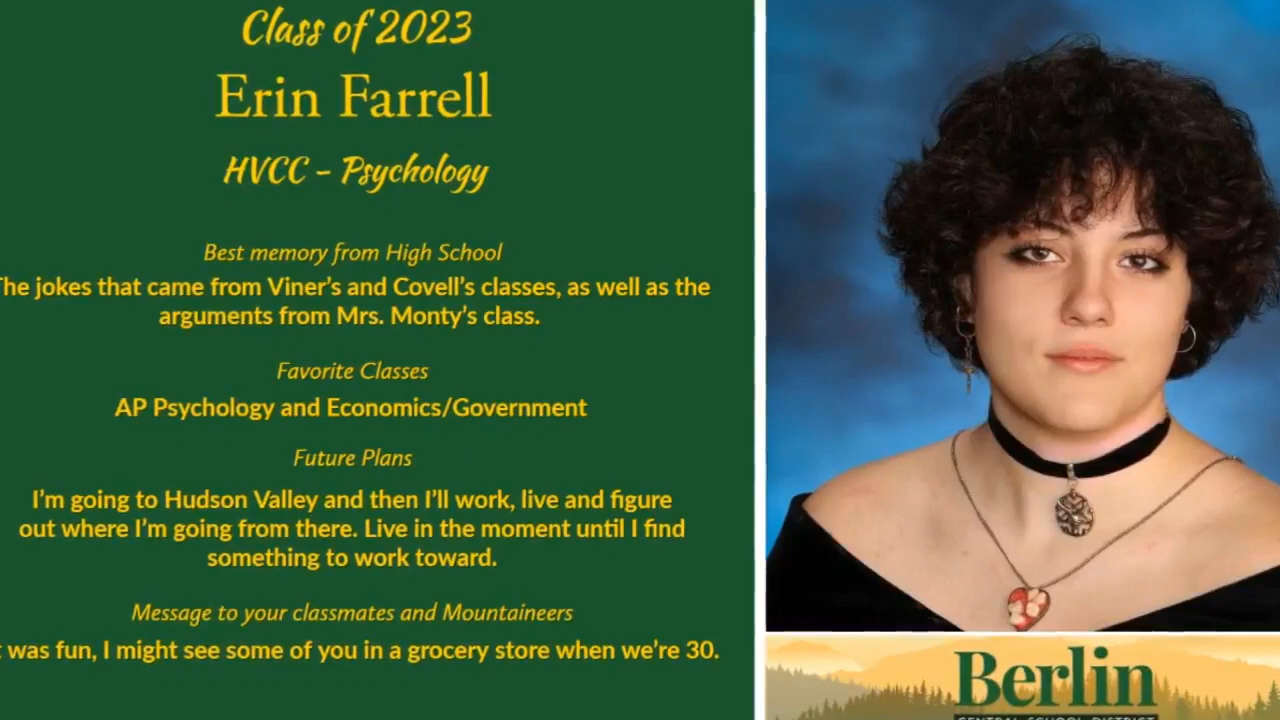 Class of 2023
Erin Farrell
HVCC - Psychology
Best memory from High School
The jokes that came from Viner's and Covell's classes, as well as the
arguments from Mrs. Monty's class.
Favorite Classes
AP Psychology and Economics/Government
Future Plans
I'm going to Hudson Valley and then I'll work, live and figure
out where I'm going from there. Live in the moment until I find
something to work toward.
Message to your classmates and Mountaineers
was fun, I might see some of you in a grocery store when we're 30.
Berlin
CENTRAL SCHOOL DISTRICT